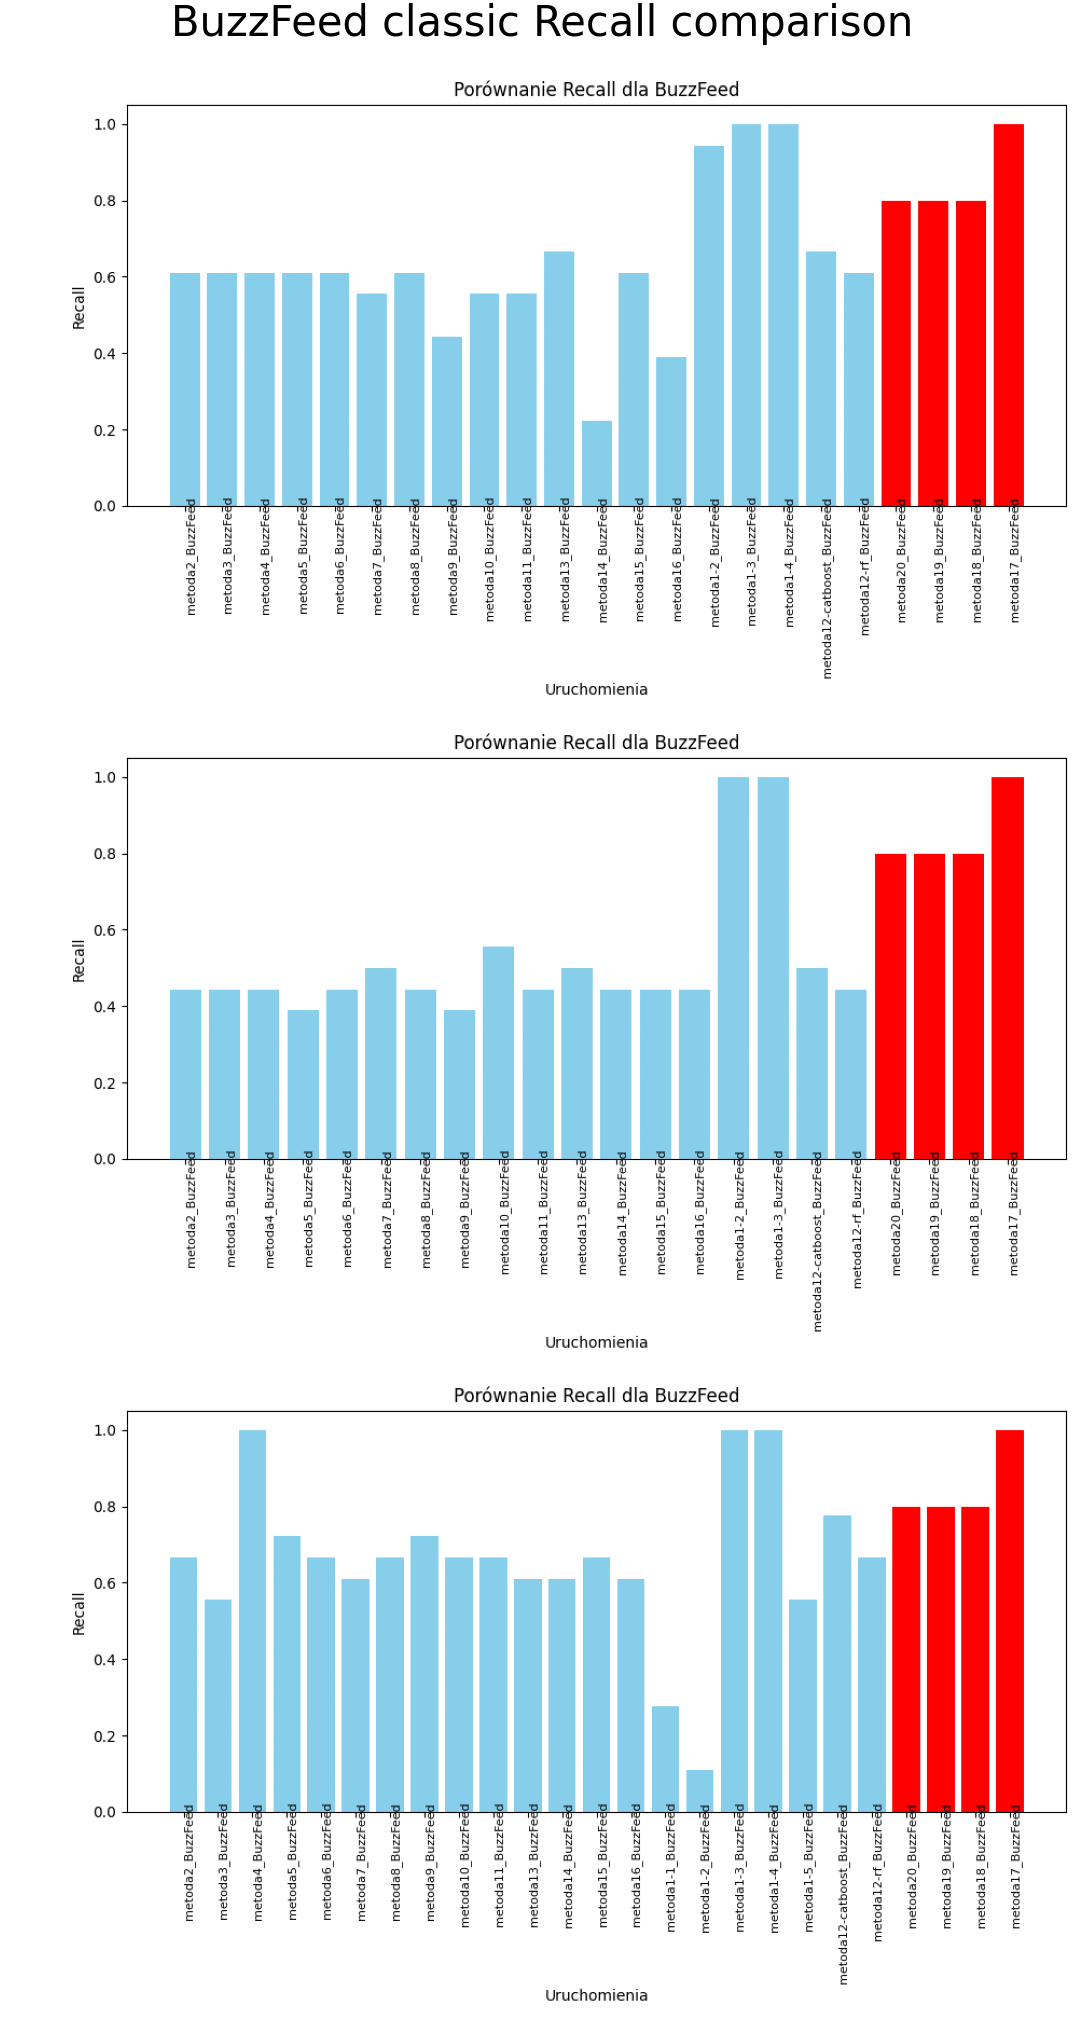 BuzzFeed classic Recall comparison
Porównanie Recall dla BuzzFeed
Recall
1.0
0.8
0.6
0.4
0.2
0.0
metoda2_BuzzFeed
metoda3_BuzzFeed
metoda4_BuzzFeed
metoda5_BuzzFeed
metoda6_BuzzFeed
metoda7_BuzzFeed
metoda8_BuzzFeed
metoda9_BuzzFeed
metoda10_BuzzFeed
metoda11_BuzzFeed
metoda13_BuzzFeed
metoda14_BuzzFeed
metoda15_BuzzFeed
metoda16_BuzzFeed
metoda1-2_BuzzFeed
metoda1-3_BuzzFeed
metoda1-4_BuzzFeed
metoda12-catboost_BuzzFeed
metoda12-rf_BuzzFeed
metoda20_BuzzFeed
metoda19_BuzzFeed
metoda18_BuzzFeed
metoda17_BuzzFeed
Uruchomienia
Porównanie Recall dla BuzzFeed
Recall
1.0
0.8
0.6
0.4
0.2
0.0
metoda2_BuzzFeed
metoda3_BuzzFeed
metoda4_BuzzFeed
metoda5_BuzzFeed
metoda6_BuzzFeed
metoda7_BuzzFeed
metoda8_BuzzFeed
metoda9_BuzzFeed
metoda10_BuzzFeed
metoda11_BuzzFeed
metoda13_BuzzFeed
metoda14_BuzzFeed
metoda15_BuzzFeed
metoda16_BuzzFeed
metoda1-2_BuzzFeed
metoda1-3_BuzzFeed
metoda12-catboost_BuzzFeed
metoda12-rf_BuzzFeed
metoda20_BuzzFeed
metoda19_BuzzFeed
metoda18_BuzzFeed
metoda17_BuzzFeed
Uruchomienia
Porównanie Recall dla BuzzFeed
Recall
1.0
0.8
0.6
0.4
0.2
0.0
metoda2_BuzzFeed
metoda3_BuzzFeed
metoda4_BuzzFeed
metoda5_BuzzFeed
metoda6_BuzzFeed
metoda7_BuzzFeed
metoda8_BuzzFeed
metoda9_BuzzFeed
metoda10_BuzzFeed
metoda11_BuzzFeed
metoda13_BuzzFeed
metoda14_BuzzFeed
metoda15_BuzzFeed
metoda16_BuzzFeed
metoda1-1_BuzzFeed
metoda1-2_BuzzFeed
metoda1-3_BuzzFeed
metoda1-4_BuzzFeed
metoda1-5_BuzzFeed
metoda12-catboost_BuzzFeed
metoda12-rf_BuzzFeed
metoda20_BuzzFeed
metoda19_BuzzFeed
metoda18_BuzzFeed
metoda17_BuzzFeed
Uruchomienia